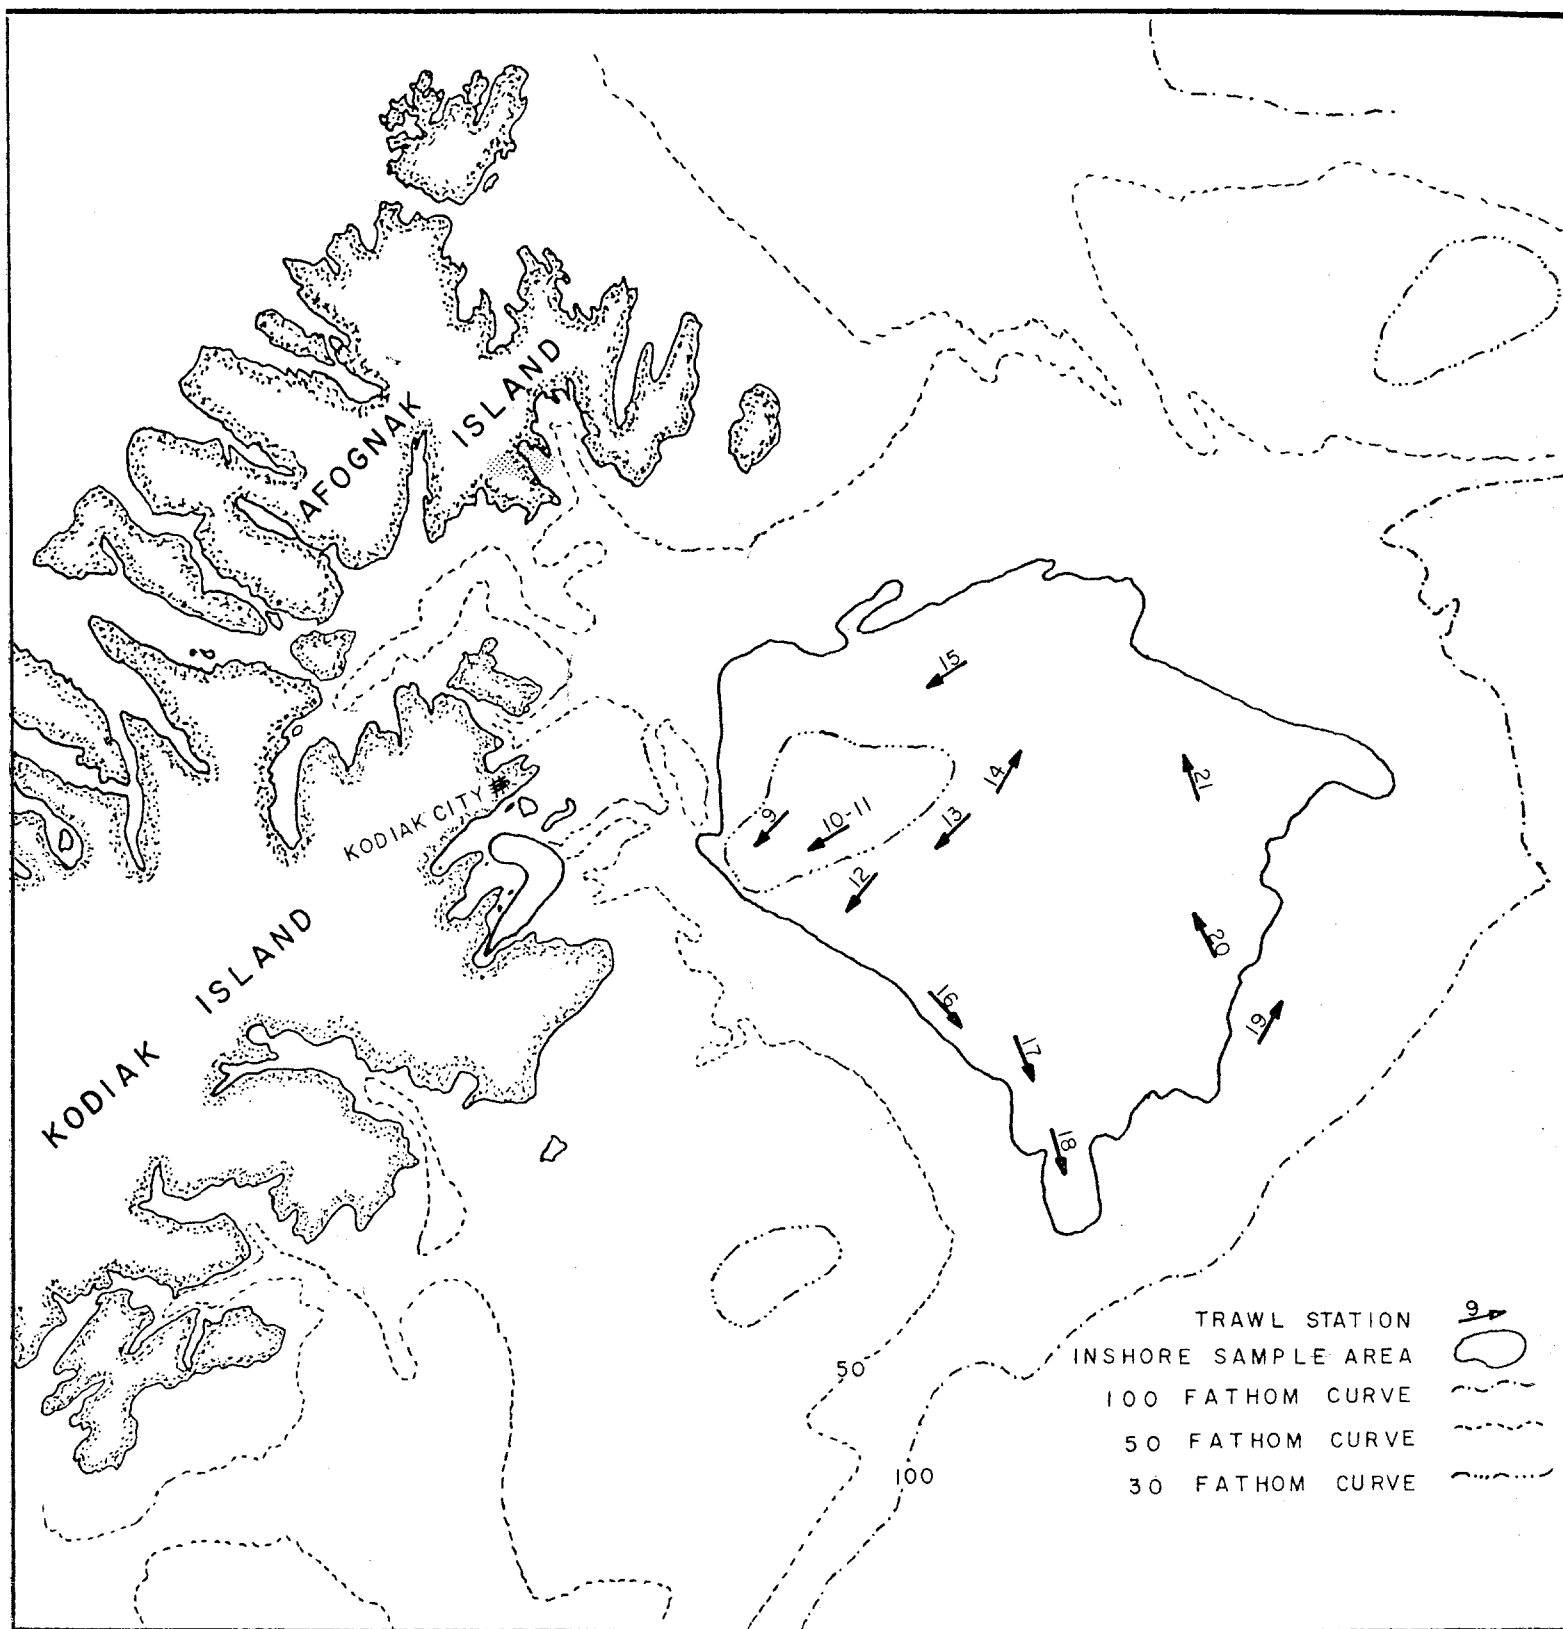 AFOGNAK ISLAND
15
14
21
9
10-11
13
KODIAK CITY
12
20
KODIAK ISLAND
16
19
17
18
TRAWL STATION 9
INSHORE SAMPLE AREA
50
100 FATHOM CURVE
50 FATHOM CURVE
100
30 FATHOM CURVE